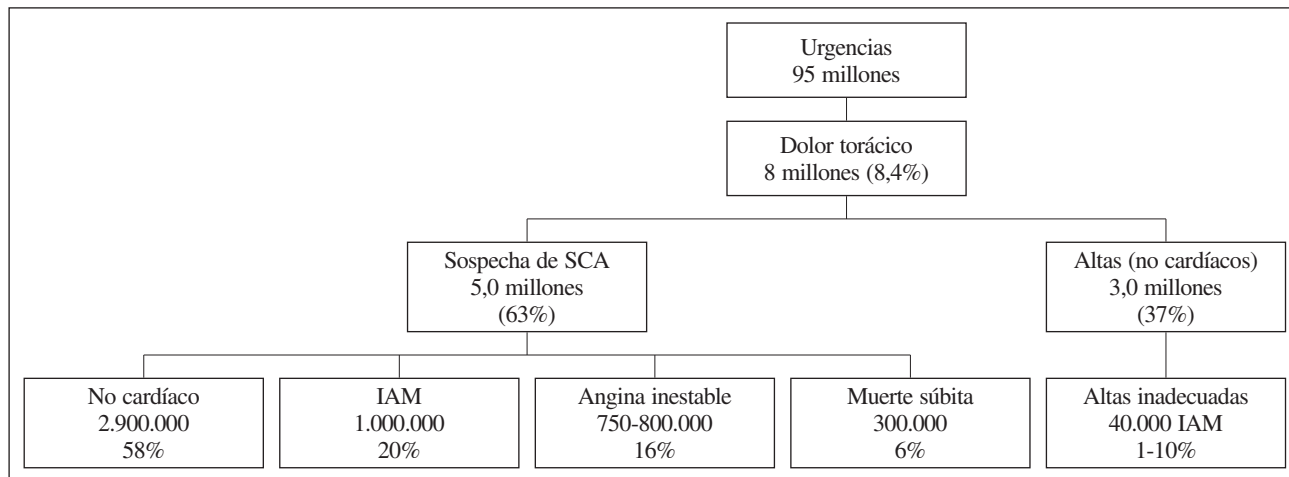 Urgencias
95 millones
Dolor torácico
8 millones (8,4%)
Sospecha de SCA
5,0 millones
(63%)
Altas (no cardíacos)
3,0 millones
(37%)
No cardíaco
2.900.000
58%
IAM
1.000.000
20%
Angina inestable
750-800.000
16%
Muerte súbita
300.000
6%
Altas inadecuadas
40.000 IAM
1-10%